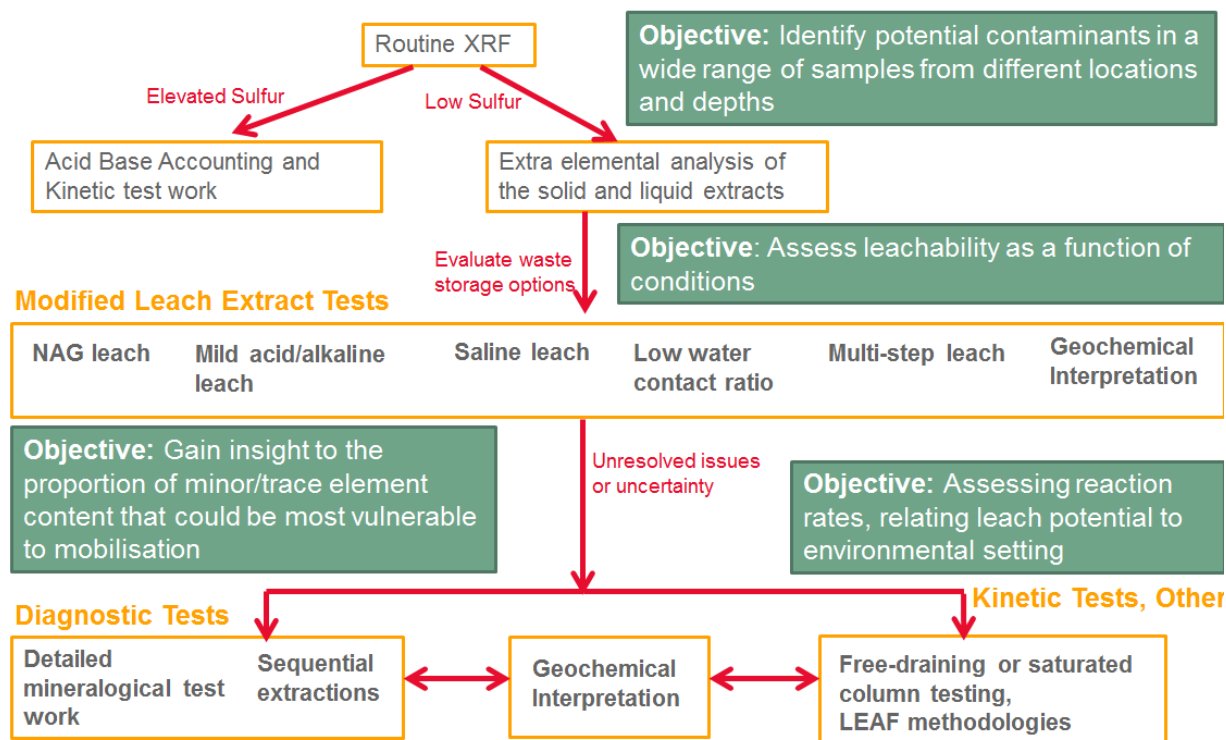 Routine XRF
Objective: Identify potential contaminants in a
wide range of samples from different locations
and depths
Elevated Sulfur
Low Sulfur
Acid Base Accounting and
Kinetic test work
Extra elemental analysis of
the solid and liquid extracts
Evaluate waste
storage options
Objective: Assess leachability as a function of
conditions
Modified Leach Extract Tests
NAG leach
Mild acid/alkaline
leach
Saline leach
Low water
contact ratio
Multi-step leach
Geochemical
Interpretation
Objective: Gain insight to the
proportion of minor/trace element
content that could be most vulnerable
to mobilisation
Unresolved issues
or uncertainty
Objective: Assessing reaction
rates, relating leach potential to
environmental setting
Diagnostic Tests
Kinetic Tests, Other
Detailed
mineralogical test
work
Sequential
extractions
Geochemical
Interpretation
Free-draining or saturated
column testing,
LEAF methodologies